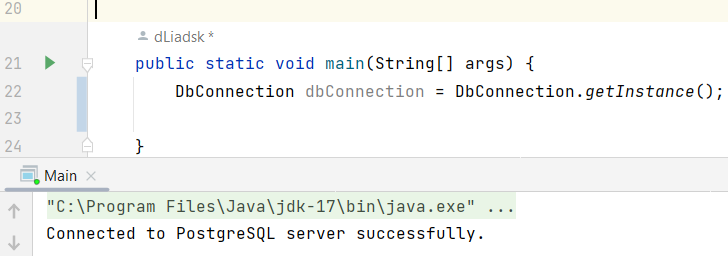 20
dLiadsk *
21 public static void main(String[] args) {
22 DbConnection dbConnection = DbConnection.getInstance();
23
24 }
Main
"C:\Program Files\Java\jdk-17\bin\java.exe" ...
Connected to PostgreSQL server successfully.